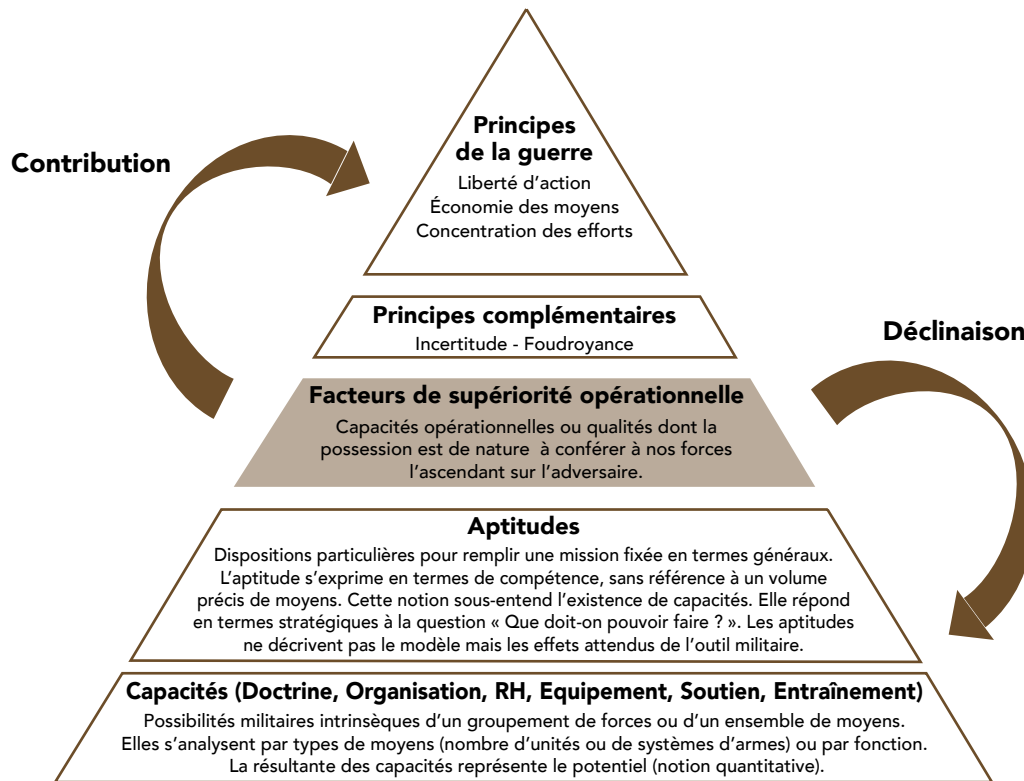 Principes
de la guerre
Liberté d’action
Économie des moyens
Concentration des efforts
Contribution
Principes complémentaires
Incertitude - Foudroyance
Déclinaison
Facteurs de supériorité opérationnelle
Capacités opérationnelles ou qualités dont la
possession est de nature à conférer à nos forces
l’ascendant sur l’adversaire.
Aptitudes
Dispositions particulières pour remplir une mission fixée en termes généraux.
L’aptitude s’exprime en termes de compétence, sans référence à un volume
précis de moyens. Cette notion sous-entend l’existence de capacités. Elle répond
en termes stratégiques à la question « Que doit-on pouvoir faire ? ». Les aptitudes
ne décrivent pas le modèle mais les effets attendus de l’outil militaire.
Capacités (Doctrine, Organisation, RH, Equipement, Soutien, Entraînement)
Possibilités militaires intrinsèques d’un groupement de forces ou d’un ensemble de moyens.
Elles s’analysent par types de moyens (nombre d’unités ou de systèmes d’armes) ou par fonction.
La résultante des capacités représente le potentiel (notion quantitative).